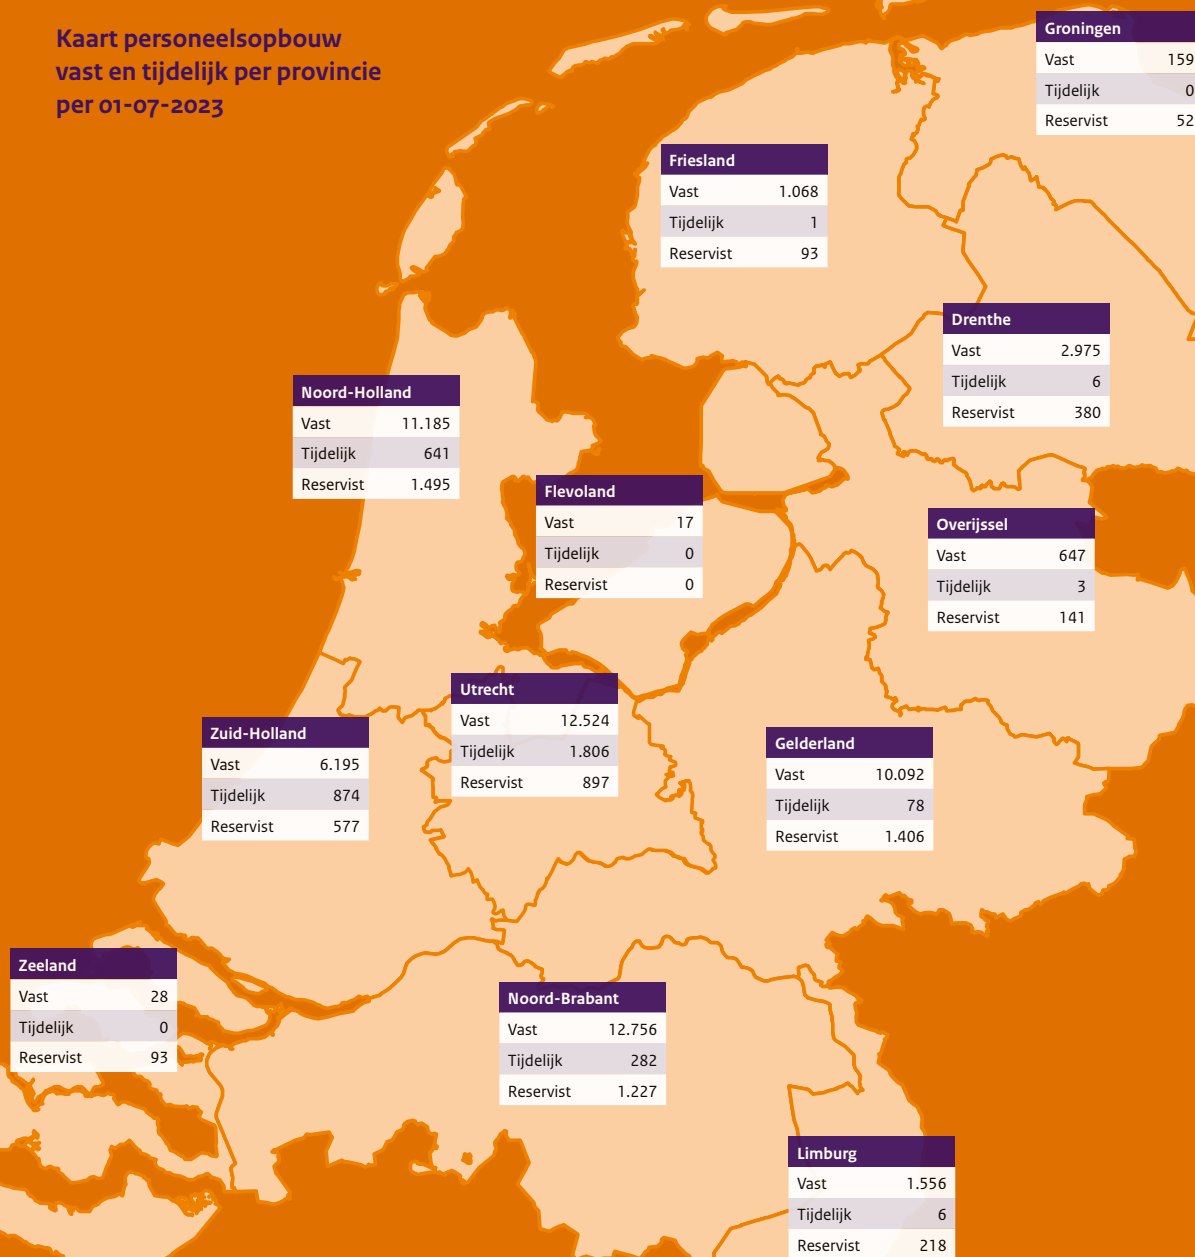 Kaart personeelsopbouw
vast en tijdelijk per provincie
per 01-07-2023
Groningen
Vast 159
Tijdelijk 0
Reservist 52
Friesland
Vast 1.068
Tijdelijk 1
Reservist 93
Drenthe
Vast 2.975
Tijdelijk 6
Reservist 380
Noord-Holland
Vast 11.185
Tijdelijk 641
Reservist 1.495
Flevoland
Vast 17
Tijdelijk 0
Reservist 0
Overijssel
Vast 647
Tijdelijk 3
Reservist 141
Utrecht
Vast 12.524
Tijdelijk 1.806
Reservist 897
Zuid-Holland
Vast 6.195
Tijdelijk 874
Reservist 577
Gelderland
Vast 10.092
Tijdelijk 78
Reservist 1.406
Zeeland
Vast 28
Tijdelijk 0
Reservist 93
Noord-Brabant
Vast 12.756
Tijdelijk 282
Reservist 1.227
Limburg
Vast 1.556
Tijdelijk 6
Reservist 218